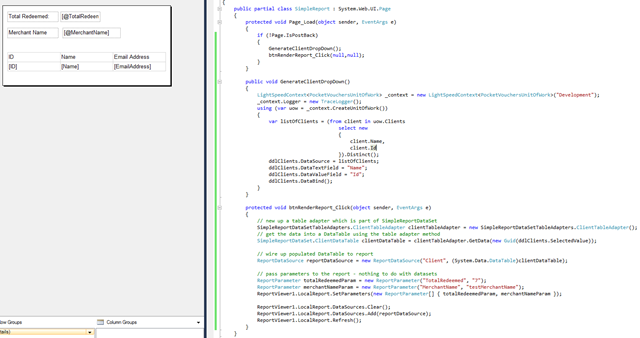 Total Redeemed: [@TotalRedeen
Merchant Name [@MerchantName]
ID Name Email Address
[ID] [Name] [EmailAddress]
Row Groups Column Groups
{
public partial class SimpleReport : System.Web.UI.Page
{
protected void Page_Load(object sender, EventArgs e)
{
if (!Page.IsPostBack)
{
GenerateClientDropDown();
btnRenderReport_Click(null,null);
}
}
public void GenerateClientDropDown()
{
LightSpeedContext<PocketVouchersUnitOfWork> _context = new LightSpeedContext<PocketVouchersUnitOfWork>("Development");
_context.Logger = new TraceLogger();
using (var uow = _context.CreateUnitOfWork())
{
var listOfClients = (from client in uow.Clients
select new
{
client.Name,
client.Id
}).Distinct();
ddlClients.DataSource = listOfClients;
ddlClients.DataTextField = "Name";
ddlClients.DataValueField = "Id";
ddlClients.DataBind();
}
}
protected void btnRenderReport_Click(object sender, EventArgs e)
{
// new up a table adapter which is part of SimpleReportDataSet
SimpleReportDataSetTableAdapters.ClientTableAdapter clientTableAdapter = new SimpleReportDataSetTableAdapters.ClientTableAdapter();
// get the data into a DataTable using the table adapter method
SimpleReportDataSet.ClientDataTable clientDataTable = clientTableAdapter.GetData(new Guid(ddlClients.SelectedValue));
// wire up populated DataTable to report
ReportDataSource reportDataSource = new ReportDataSource("Client", (System.Data.DataTable)clientDataTable);
// pass parameters to the report - nothing to do with datasets
ReportParameter totalRedeemedParam = new ReportParameter("TotalRedeemed", "7");
ReportParameter merchantNameParam = new ReportParameter("MerchantName", "testMerchantName");
ReportViewer1.LocalReport.SetParameters(new ReportParameter[] { totalRedeemedParam, merchantNameParam });
ReportViewer1.LocalReport.DataSources.Clear();
ReportViewer1.LocalReport.DataSources.Add(reportDataSource);
ReportViewer1.LocalReport.Refresh();
}
}